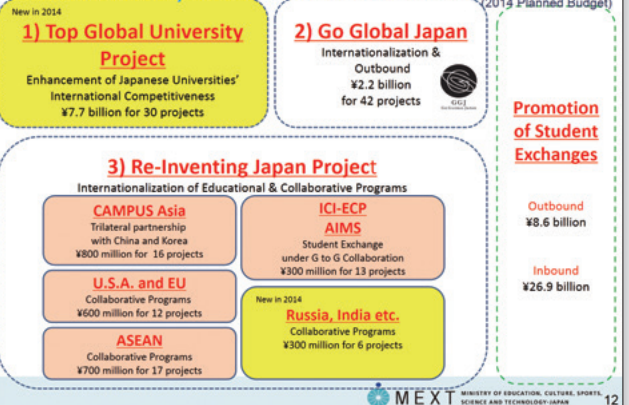 (2014 Planned Budget)
New in 2014
1) Top Global University
Project
Enhancement of Japanese Universities'
International Competitiveness
¥7.7 billion for 30 projects
2) Go Global Japan
Internationalization &
Outbound
¥2.2 billion
for 42 projects
GGJ
3) Re-Inventing Japan Project
Internationalization of Educational & Collaborative Programs
CAMPUS Asia
Trilateral partnership
with China and Korea
¥800 million for 16 projects
U.S.A. and EU
Collaborative Programs
¥600 million for 12 projects
ASEAN
Collaborative Programs
¥700 million for 17 projects
ICI-ECP
AIMS
Student Exchange
under G to G Collaboration
¥300 million for 13 projects
New in 2014
Russia, India etc.
Collaborative Programs
¥300 million for 6 projects
Promotion
of Student
Exchanges
Outbound
¥8.6 billion
Inbound
¥26.9 billion
MEXT
MINISTRY OF EDUCATION, CULTURE, SPORTS,
SCIENCE AND TECHNOLOGY-JAPAN
12